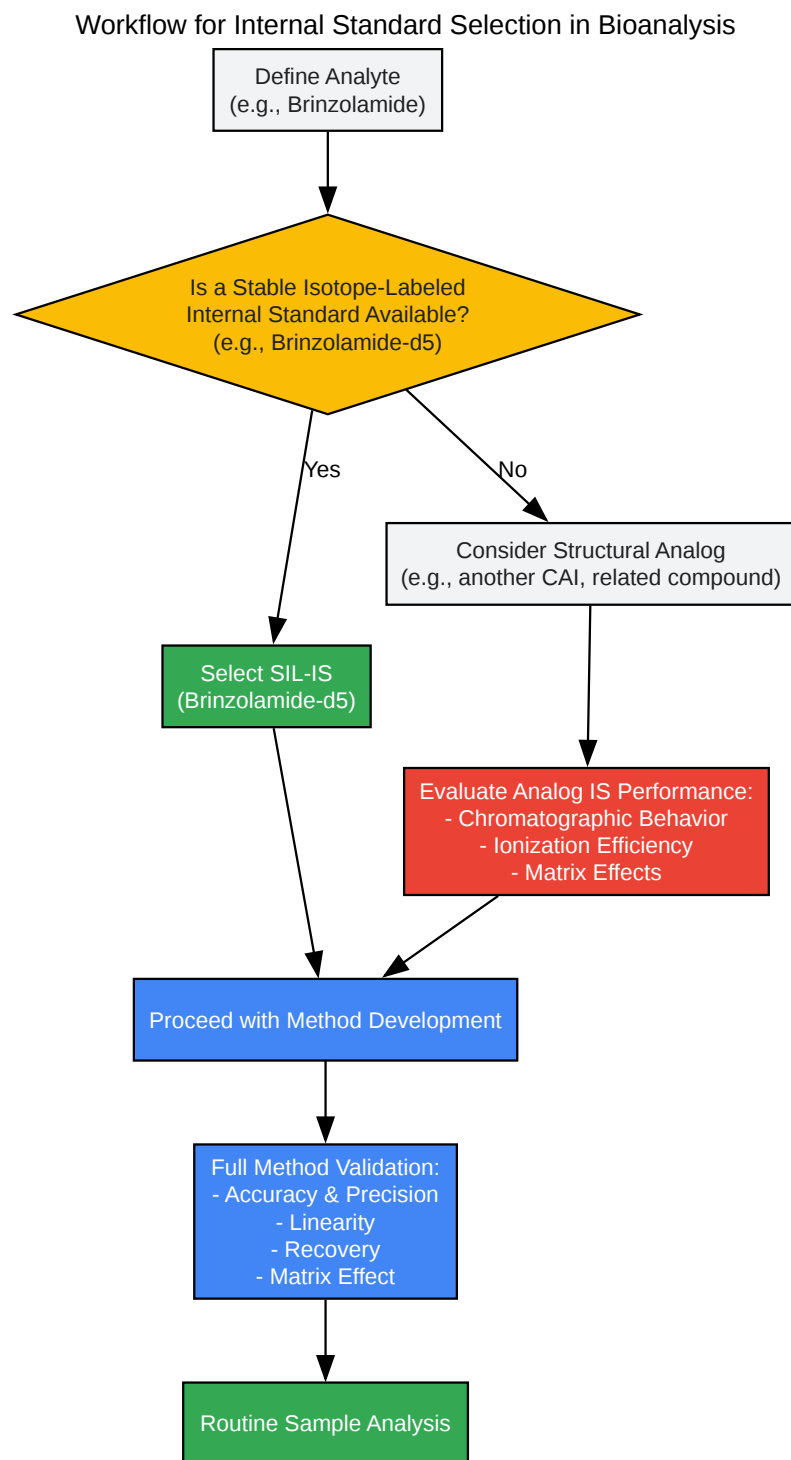 Workflow for Internal Standard Selection in Bioanalysis
Define Analyte
(e.g., Brinzolamide)
Is a Stable Isotope-Labeled
Internal Standard Available?
(e.g., Brinzolamide-d5)
Yes
No
Consider Structural Analog
(e.g., another CAI, related compound)
Select SIL-IS
(Brinzolamide-d5)
Evaluate Analog IS Performance:
- Chromatographic Behavior
- Ionization Efficiency
- Matrix Effects
Proceed with Method Development
Full Method Validation:
- Accuracy & Precision
- Linearity
- Recovery
- Matrix Effect
Routine Sample Analysis